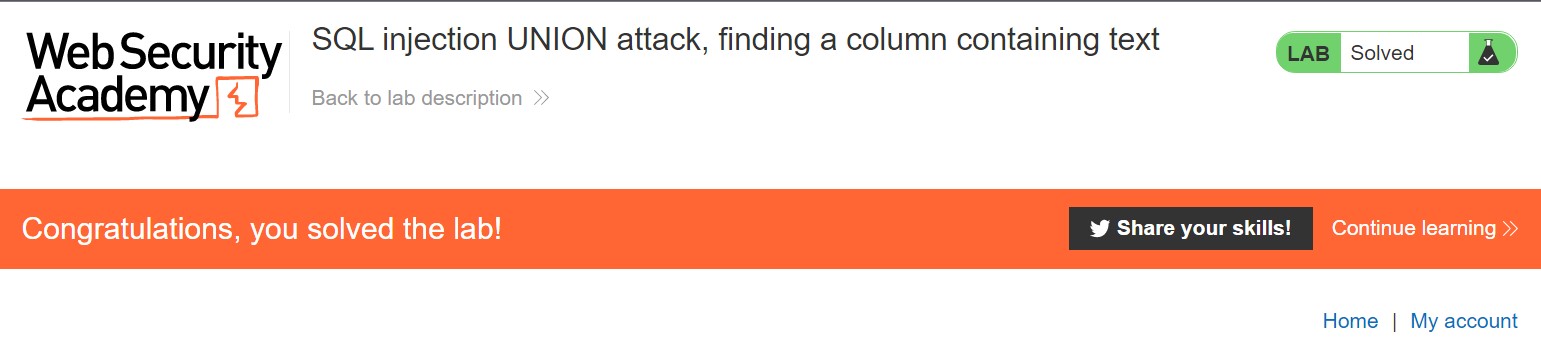 Web Security
Academy
SQL injection UNION attack, finding a column containing text
Back to lab description
LAB Solved
Congratulations, you solved the lab!
Share your skills!
Continue learning
Home | My account